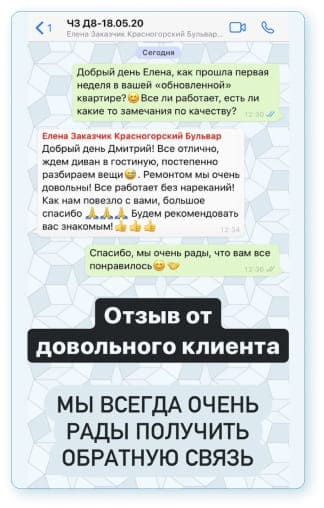 1
ЧЗ Д8-18.05.20
Елена Заказчик Красногорский Бульвар...
Сегодня
Добрый день Елена, как прошла первая
неделя в вашей «обновленной»
квартире?😉Все ли работает, есть ли
какие то замечания по качеству?
12:30
Елена Заказчик Красногорский Бульвар
Добрый день Дмитрий! Все отлично,
ждем диван в гостиную, постепенно
разбираем вещи😅. Ремонтом мы очень
довольны! Все работает без нареканий!
Как нам повезло с вами, большое
спасибо 🙏🙏🙏 Будем рекомендовать
вас знакомым!👍👍👍
12:34
Спасибо, мы очень рады, что вам все
понравилось😊🤝
12:36
Отзыв от
довольного клиента
МЫ ВСЕГДА ОЧЕНЬ
РАДЫ ПОЛУЧИТЬ
ОБРАТНУЮ СВЯЗЬ